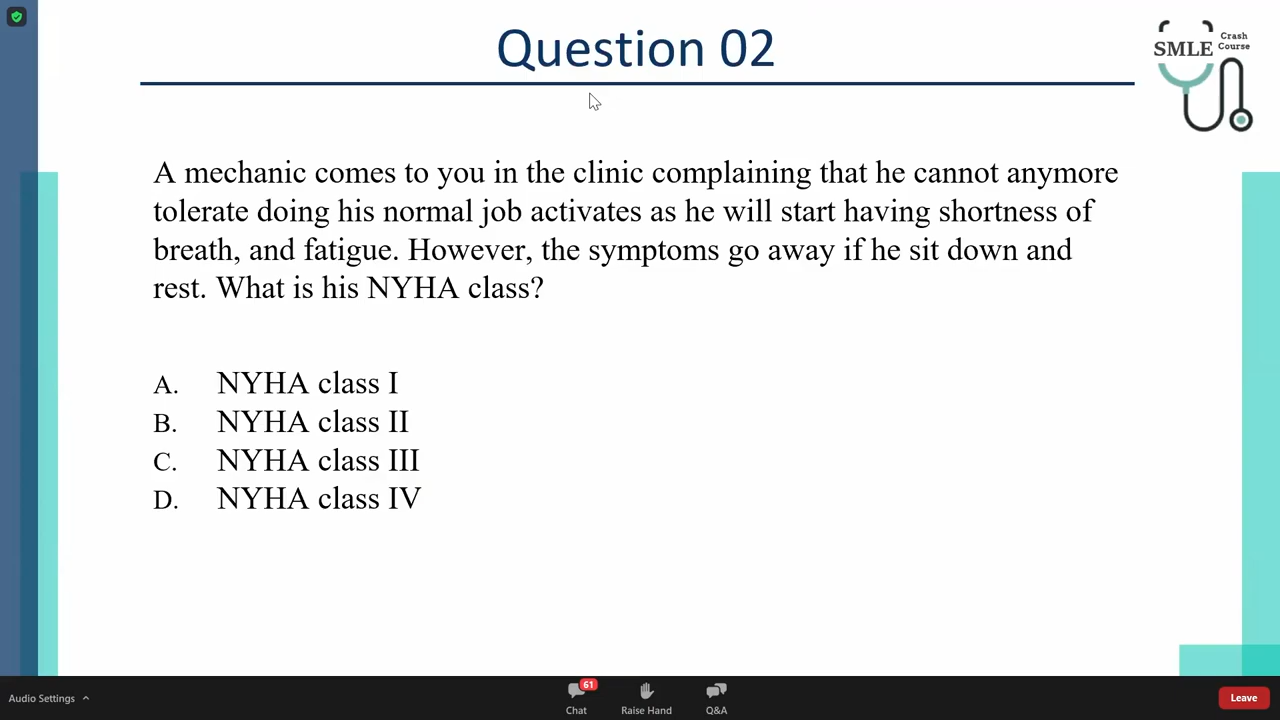 Question 02
SMLE Crash
Course
A mechanic comes to you in the clinic complaining that he cannot anymore
tolerate doing his normal job activates as he will start having shortness of
breath, and fatigue. However, the symptoms go away if he sit down and
rest. What is his NYHA class?
A. NYHA class I
B. NYHA class II
C. NYHA class III
D. NYHA class IV
Audio Settings
61
Chat
Raise Hand
Q&A
Leave